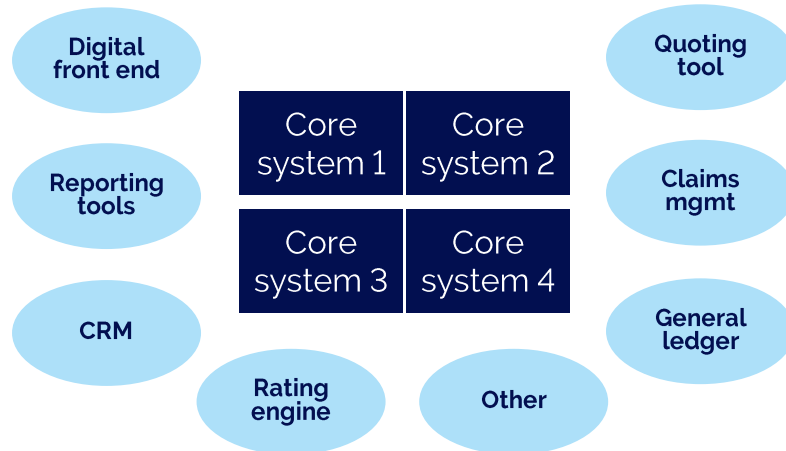 Digital
front end
Quoting
tool
Core
system 1
Core
system 2
Reporting
tools
Claims
mgmt
Core
system 3
Core
system 4
CRM
General
ledger
Rating
engine
Other